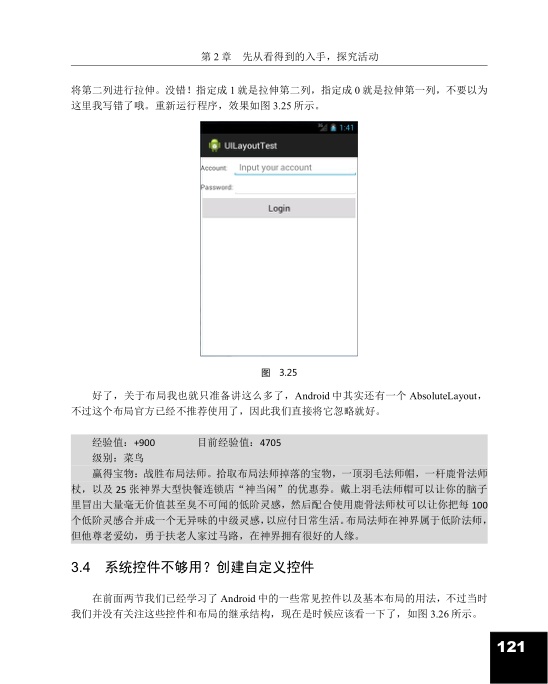 第 2 章 先从看得到的入手，探究活动
将第二列进行拉伸。没错！指定成 1 就是拉伸第二列，指定成 0 就是拉伸第一列，不要以为
这里我写错了哦。重新运行程序，效果如图 3.25 所示。
1:41
UILayoutTest
Account: Input your account
Password:
Login
图 3.25
好了，关于布局我也就只准备讲这么多了，Android 中其实还有一个 AbsoluteLayout，
不过这个布局官方已经不推荐使用了，因此我们直接将它忽略就好。
经验值：+900 目前经验值：4705
级别：菜鸟
赢得宝物：战胜布局法师。拾取布局法师掉落的宝物，一顶羽毛法师帽，一杆鹿骨法师
杖，以及 25 张神界大型快餐连锁店“神当闲”的优惠券。戴上羽毛法师帽可以让你的脑子
里冒出大量毫无价值甚至臭不可闻的低阶灵感，然后配合使用鹿骨法师杖可以让你把每 100
个低阶灵感合并成一个无异味的中级灵感，以应付日常生活。布局法师在神界属于低阶法师，
但他尊老爱幼，勇于扶老人家过马路，在神界拥有很好的人缘。
3.4 系统控件不够用？创建自定义控件
在前面两节我们已经学习了 Android 中的一些常见控件以及基本布局的用法，不过当时
我们并没有关注这些控件和布局的继承结构，现在是时候应该看一下了，如图 3.26 所示。
121